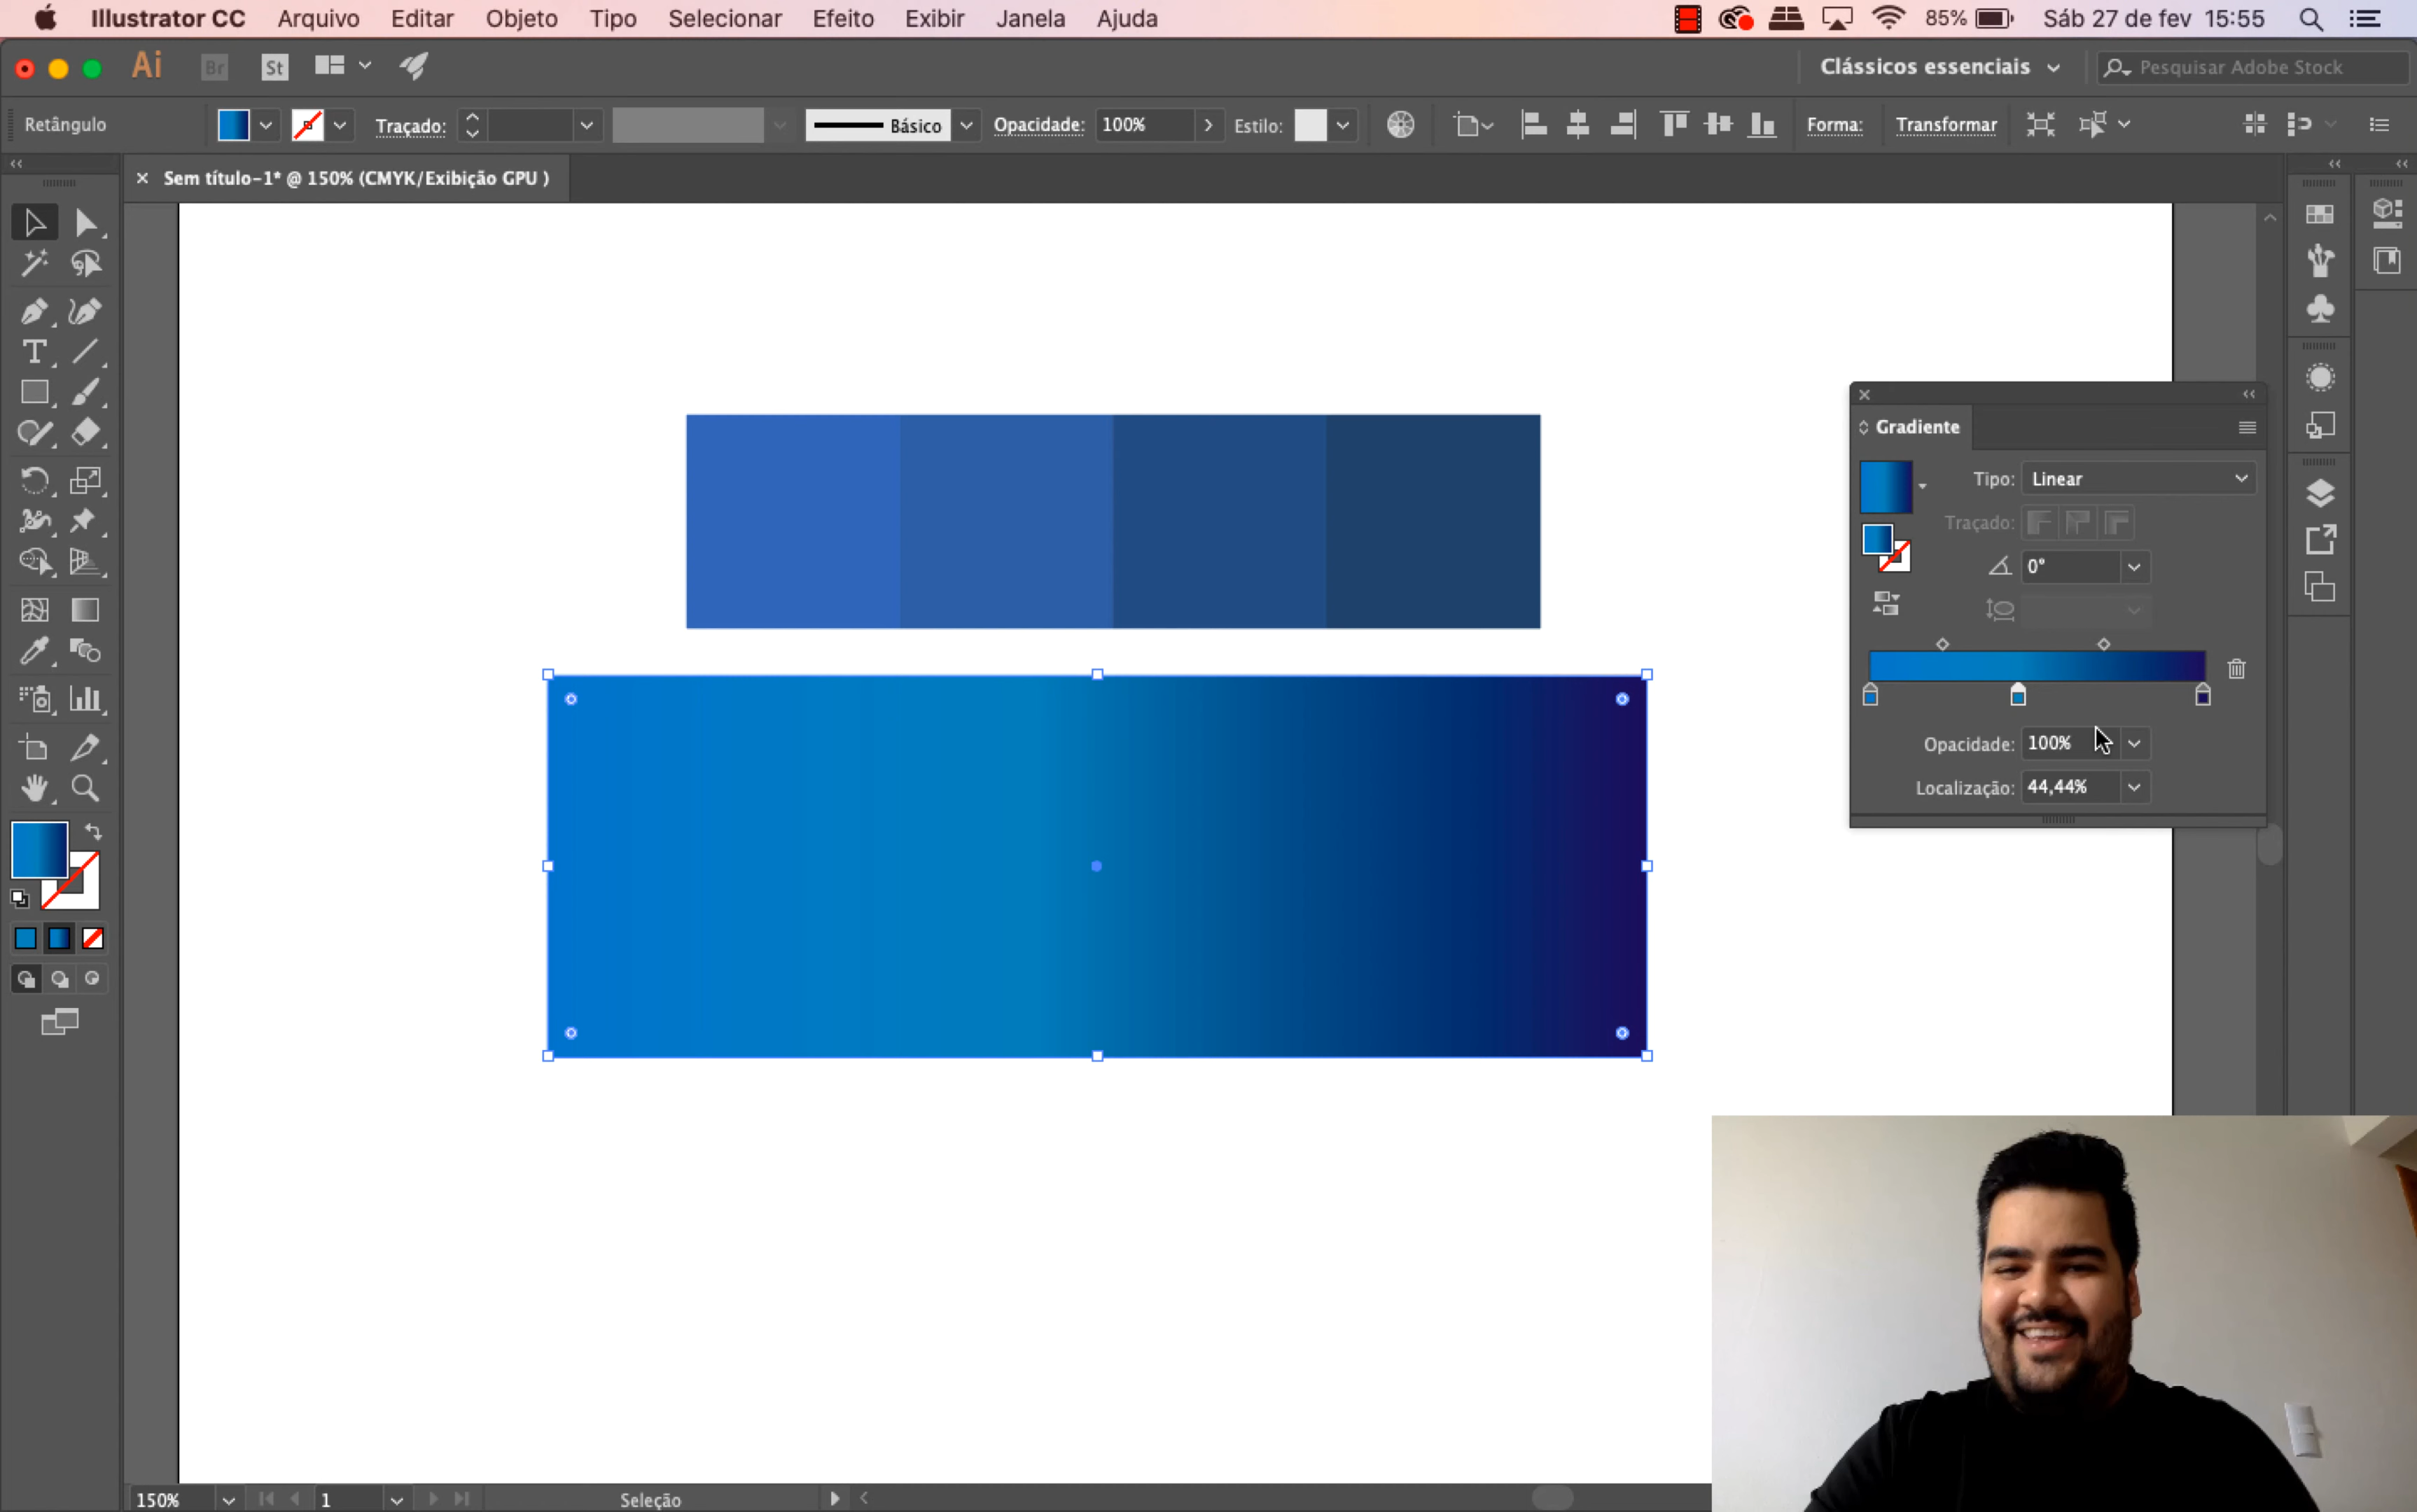 Illustrator CC Arquivo Editar Objeto Tipo Selecionar Efeito Exibir Janela Ajuda 85% Sáb 27 de fev 15:55
Ai Br St Clássicos essenciais Pesquisar Adobe Stock
Retângulo Traçado: Básico Opacidade: 100% Estilo: Forma: Transformar
× Sem título-1* @ 150% (CMYK/Exibição GPU )
Gradiente
Tipo: Linear
Traçado:
0°
Opacidade: 100%
Localização: 44,44%
150% 1 Seleção